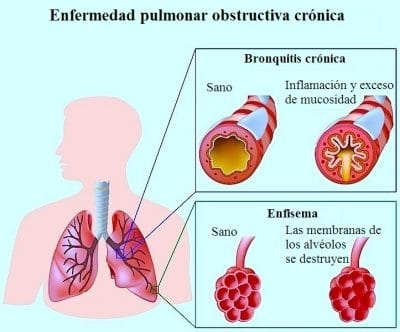 Enfermedad pulmonar obstructiva crónica
Bronquitis crónica
Sano
Inflamación y exceso
de mucosidad
Enfisema
Sano
Las membranas de
los alvéolos
se destruyen